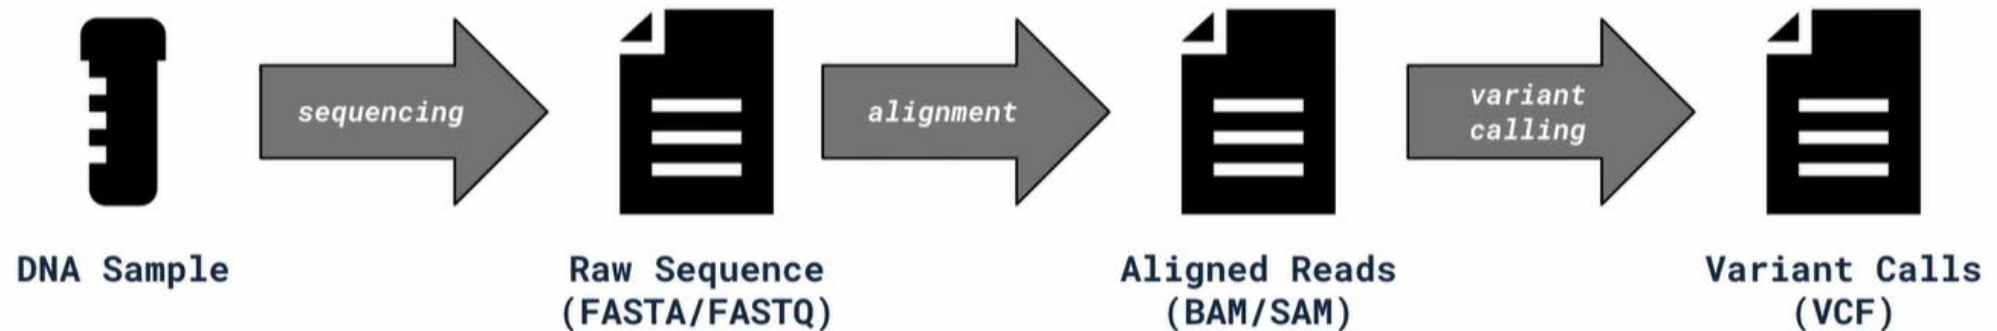 sequencing
alignment
variant
calling
DNA Sample
Raw Sequence
(FASTA/FASTQ)
Aligned Reads
(BAM/SAM)
Variant Calls
(VCF)